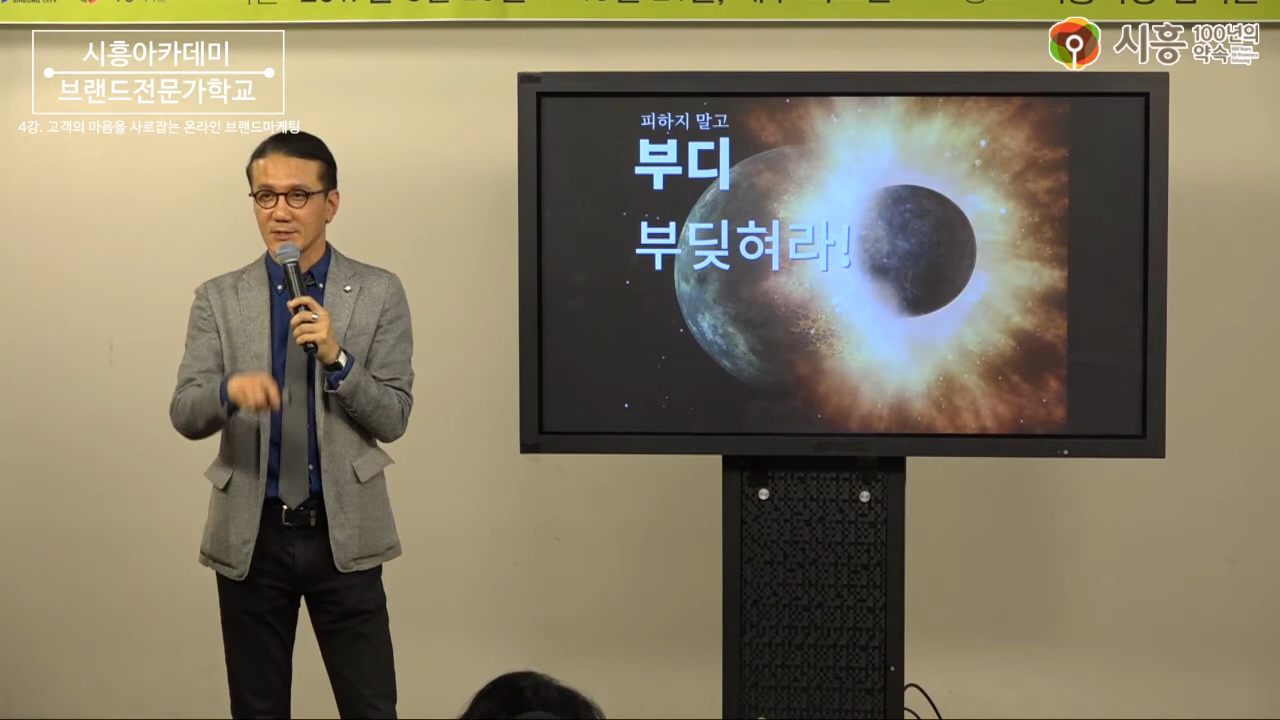 시흥아카데미
브랜드전문가학교
4강. 고객의 마음을 사로잡는 온라인 브랜드마케팅
시흥 100년의
약속
피하지 말고
부디
부딪혀라!